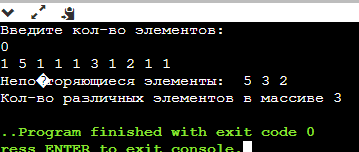 Введите кол-во элементов:
0
1 5 1 1 1 3 1 2 1 1
Непо�торяющиеся элементы:  5 3 2
Кол-во различных элементов в массиве 3
..Program finished with exit code 0
ress ENTER to exit console.